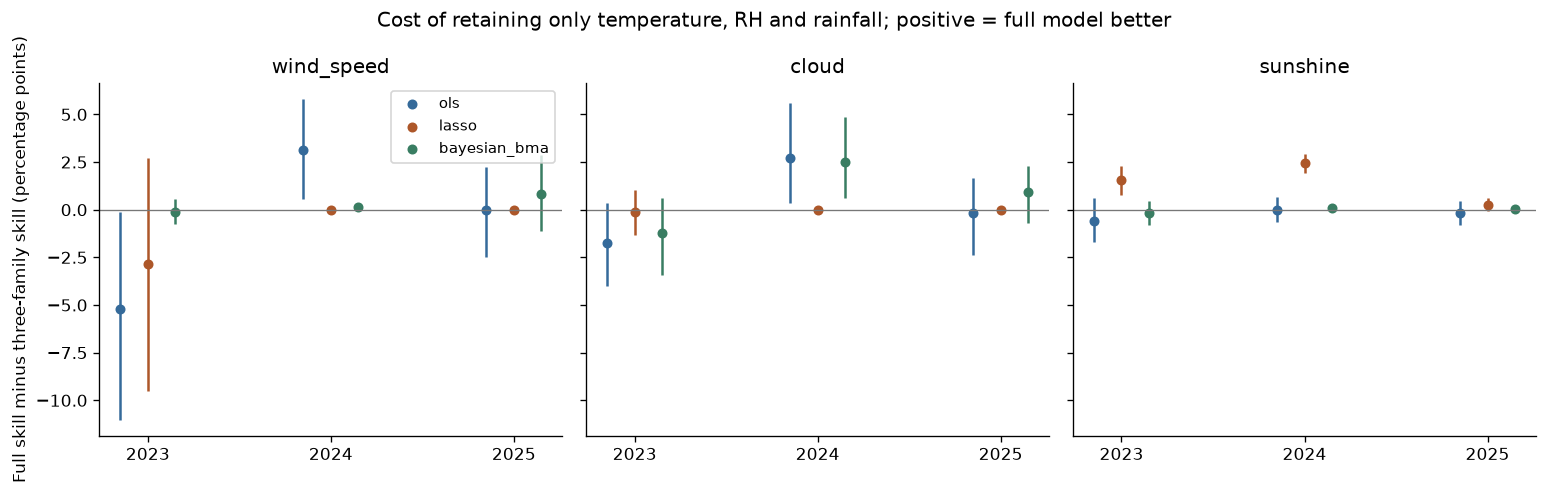 Cost of retaining only temperature, RH and rainfall; positive = full model better
Full skill minus three-family skill (percentage points)
wind_speed
cloud
sunshine
ols
lasso
bayesian_bma
5.0
2.5
0.0
−2.5
−5.0
−7.5
−10.0
2023
2024
2025
2023
2024
2025
2023
2024
2025